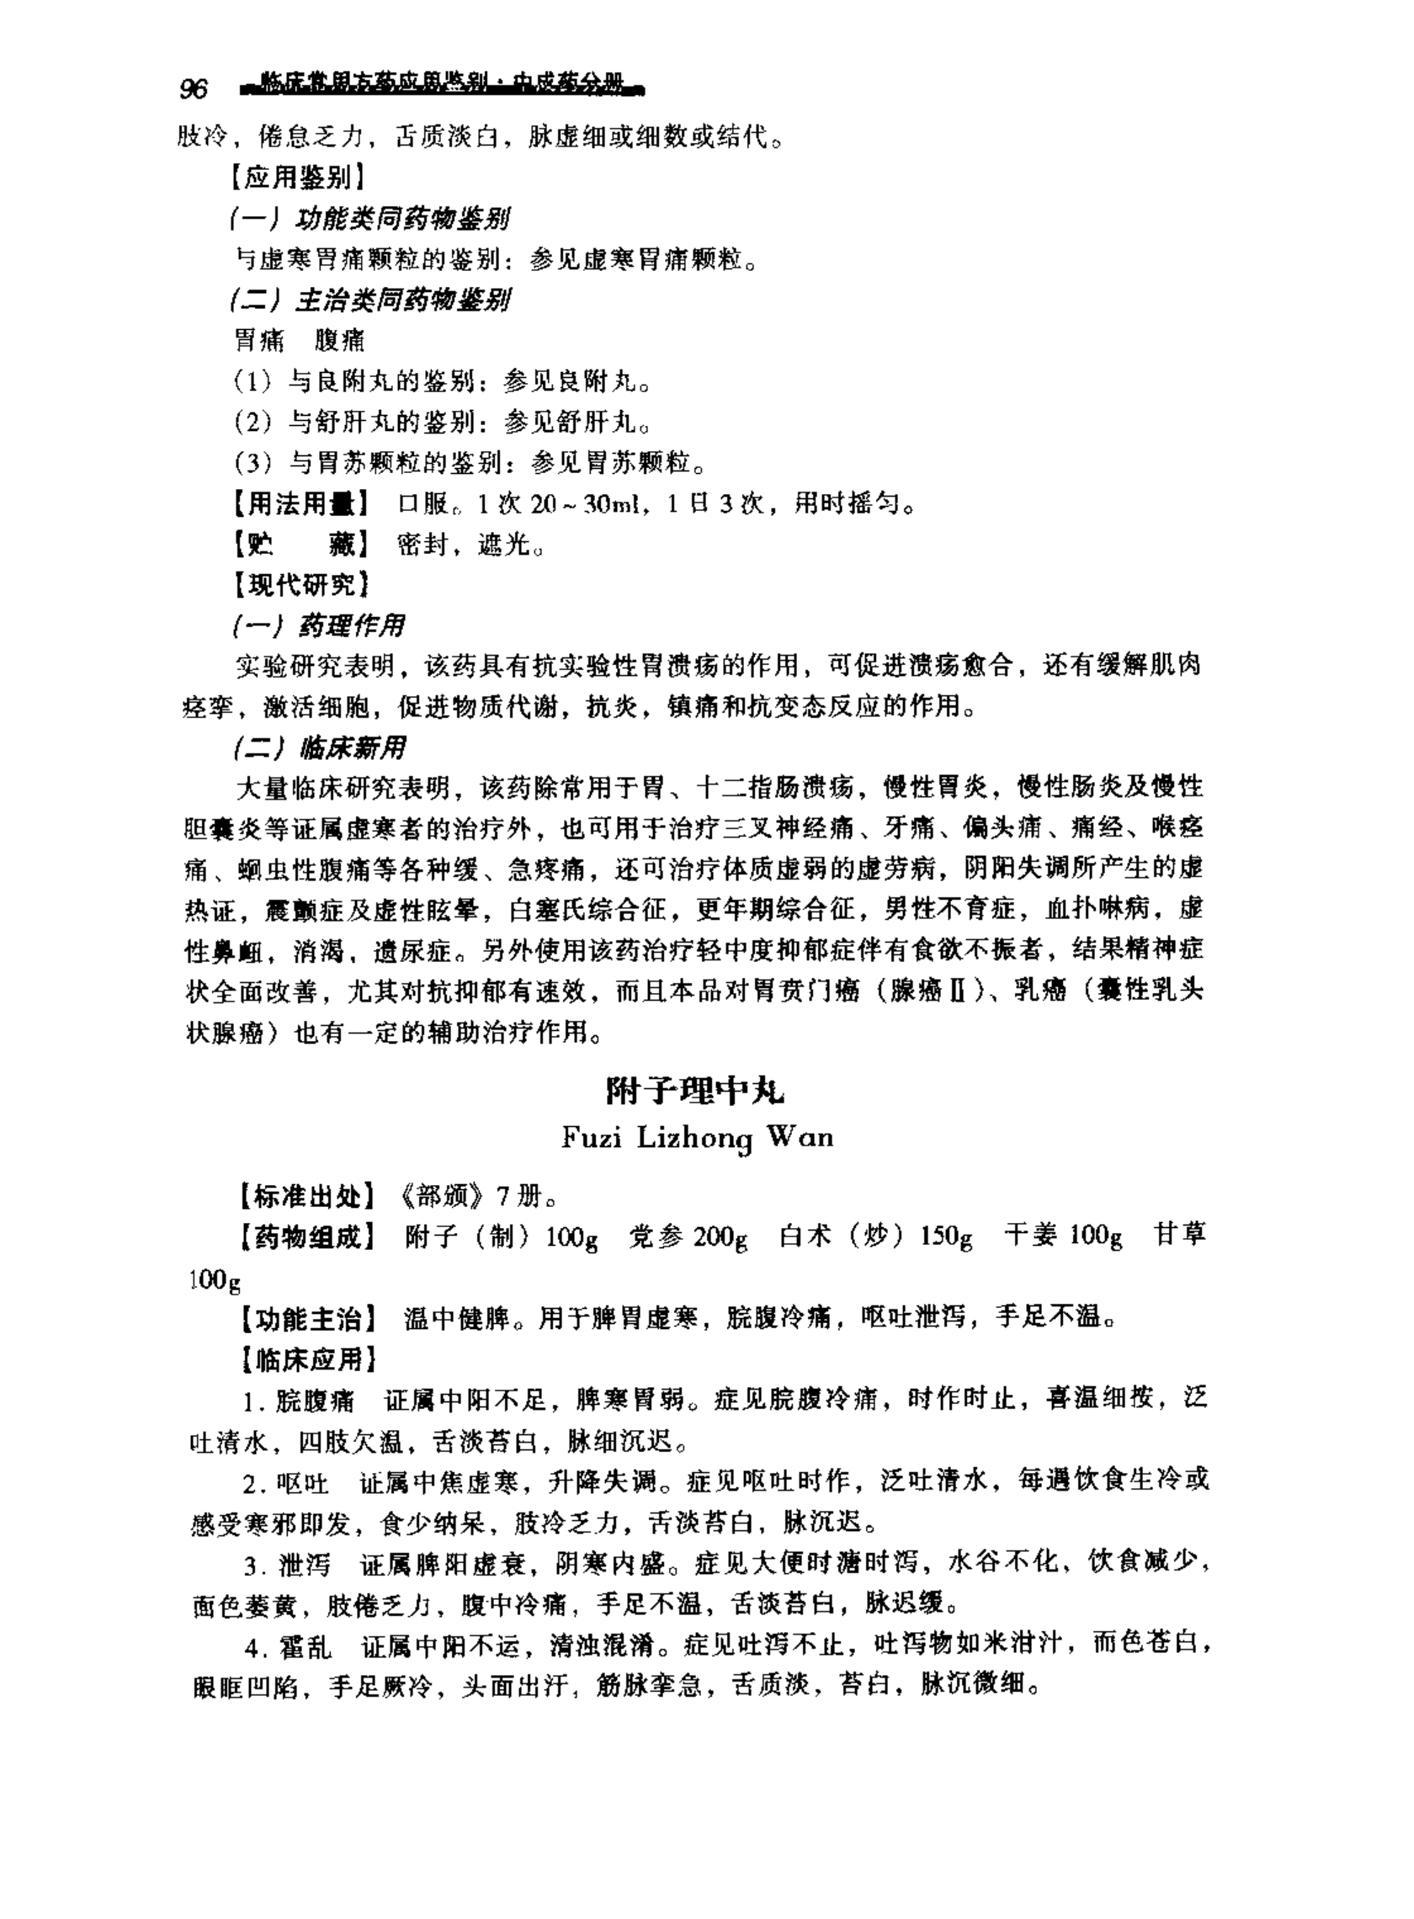 96 临床常用方药应用鉴别·中成药分册
肢冷，倦怠乏力，舌质淡白，脉虚细或细数或结代。
【应用鉴别】
（一）功能类同药物鉴别
与虚寒胃痛颗粒的鉴别：参见虚寒胃痛颗粒。
（二）主治类同药物鉴别
胃痛　腹痛
（1）与良附丸的鉴别：参见良附丸。
（2）与舒肝丸的鉴别：参见舒肝丸。
（3）与胃苏颗粒的鉴别：参见胃苏颗粒。
【用法用量】　口服。1次20～30ml，1日3次，用时摇匀。
【贮　　藏】　密封，遮光。
【现代研究】
（一）药理作用
实验研究表明，该药具有抗实验性胃溃疡的作用，可促进溃疡愈合，还有缓解肌肉
痉挛，激活细胞，促进物质代谢，抗炎，镇痛和抗变态反应的作用。
（二）临床新用
大量临床研究表明，该药除常用于胃、十二指肠溃疡，慢性胃炎，慢性肠炎及慢性
胆囊炎等证属虚寒者的治疗外，也可用于治疗三叉神经痛、牙痛、偏头痛、痛经、喉痉
痛、蛔虫性腹痛等各种缓、急疼痛，还可治疗体质虚弱的虚劳病，阴阳失调所产生的虚
热证，震颤症及虚性眩晕，白塞氏综合征，更年期综合征，男性不育症，血扑啉病，虚
性鼻衄，消渴，遗尿症。另外使用该药治疗轻中度抑郁症伴有食欲不振者，结果精神症
状全面改善，尤其对抗抑郁有速效，而且本品对胃贲门癌（腺癌Ⅱ）、乳癌（囊性乳头
状腺癌）也有一定的辅助治疗作用。
附子理中丸
Fuzi Lizhong Wan
【标准出处】《部颁》7册。
【药物组成】　附子（制）100g　党参200g　白术（炒）150g　干姜100g　甘草
100g
【功能主治】　温中健脾。用于脾胃虚寒，脘腹冷痛，呕吐泄泻，手足不温。
【临床应用】
1. 脘腹痛　证属中阳不足，脾寒胃弱。症见脘腹冷痛，时作时止，喜温细按，泛
吐清水，四肢欠温，舌淡苔白，脉细沉迟。
2. 呕吐　证属中焦虚寒，升降失调。症见呕吐时作，泛吐清水，每遇饮食生冷或
感受寒邪即发，食少纳呆，肢冷乏力，舌淡苔白，脉沉迟。
3. 泄泻　证属脾阳虚衰，阴寒内盛。症见大便时溏时泻，水谷不化，饮食减少，
面色萎黄，肢倦乏力，腹中冷痛，手足不温，舌淡苔白，脉迟缓。
4. 霍乱　证属中阳不运，清浊混淆。症见吐泻不止，吐泻物如米泔汁，面色苍白，
眼眶凹陷，手足厥冷，头面出汗，筋脉挛急，舌质淡，苔白，脉沉微细。